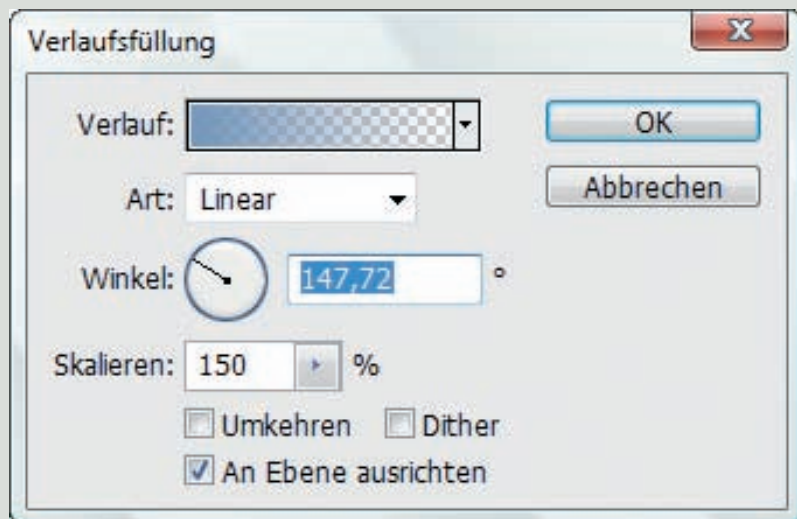 Verlaufsfüllung
Verlauf:
OK
Art: Linear
Abbrechen
Winkel: 147,72 °
Skalieren: 150 %
Umkehren Dither
An Ebene ausrichten